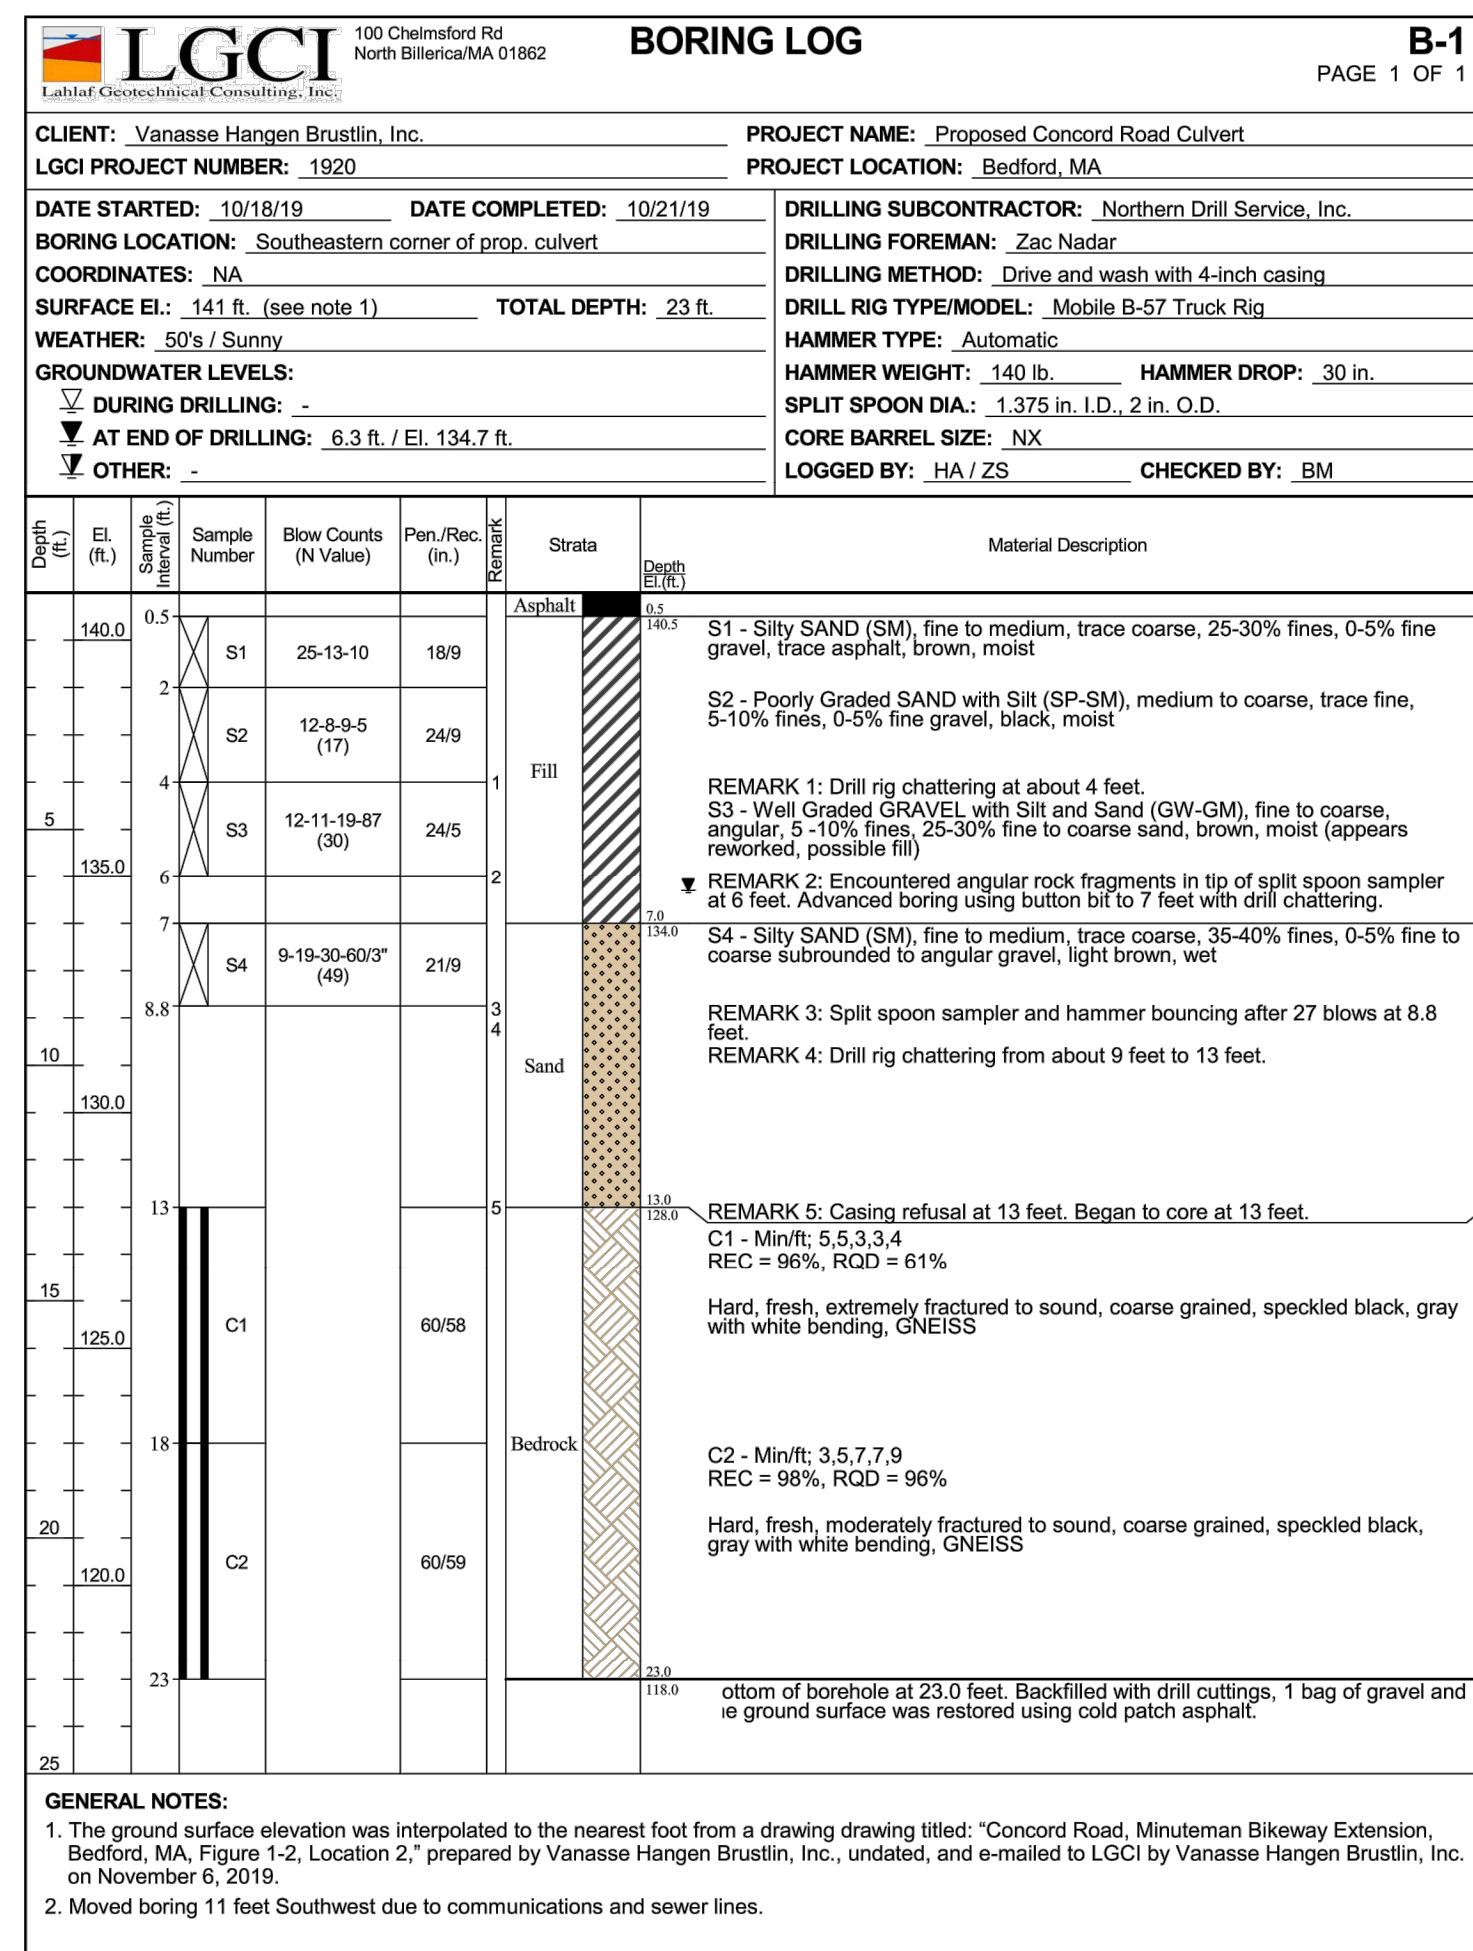 LGCI
Lahlaf Geotechnical Consulting, Inc.
100 Chelmsford Rd
North Billerica/MA 01862
BORING LOG
B-1
PAGE 1 OF 1
CLIENT: Vanasse Hangen Brustlin, Inc.
PROJECT NAME: Proposed Concord Road Culvert
LGCI PROJECT NUMBER: 1920
PROJECT LOCATION: Bedford, MA
DATE STARTED: 10/18/19 DATE COMPLETED: 10/21/19
BORING LOCATION: Southeastern corner of prop. culvert
COORDINATES: NA
SURFACE El.: 141 ft. (see note 1) TOTAL DEPTH: 23 ft.
WEATHER: 50's / Sunny
GROUNDWATER LEVELS:
DURING DRILLING: -
AT END OF DRILLING: 6.3 ft. / El. 134.7 ft.
OTHER: -
DRILLING SUBCONTRACTOR: Northern Drill Service, Inc.
DRILLING FOREMAN: Zac Nadar
DRILLING METHOD: Drive and wash with 4-inch casing
DRILL RIG TYPE/MODEL: Mobile B-57 Truck Rig
HAMMER TYPE: Automatic
HAMMER WEIGHT: 140 lb. HAMMER DROP: 30 in.
SPLIT SPOON DIA.: 1.375 in. I.D., 2 in. O.D.
CORE BARREL SIZE: NX
LOGGED BY: HA / ZS CHECKED BY: BM
Depth
(ft.)
El.
(ft.)
Sample
Interval (ft.)
Sample
Number
Blow Counts
(N Value)
Pen./Rec.
(in.)
Remark
Strata
Depth
El.(ft.)
Material Description
Asphalt
0.5
0.5
140.5
140.0
S1
25-13-10
18/9
S1 - Silty SAND (SM), fine to medium, trace coarse, 25-30% fines, 0-5% fine
gravel, trace asphalt, brown, moist
2
S2
12-8-9-5
(17)
24/9
S2 - Poorly Graded SAND with Silt (SP-SM), medium to coarse, trace fine,
5-10% fines, 0-5% fine gravel, black, moist
Fill
4
1
REMARK 1: Drill rig chattering at about 4 feet.
5
S3
12-11-19-87
(30)
24/5
S3 - Well Graded GRAVEL with Silt and Sand (GW-GM), fine to coarse,
angular, 5 -10% fines, 25-30% fine to coarse sand, brown, moist (appears
reworked, possible fill)
135.0
6
2
REMARK 2: Encountered angular rock fragments in tip of split spoon sampler
at 6 feet. Advanced boring using button bit to 7 feet with drill chattering.
7
7.0
134.0
S4
9-19-30-60/3"
(49)
21/9
S4 - Silty SAND (SM), fine to medium, trace coarse, 35-40% fines, 0-5% fine to
coarse subrounded to angular gravel, light brown, wet
8.8
3
4
REMARK 3: Split spoon sampler and hammer bouncing after 27 blows at 8.8
feet.
REMARK 4: Drill rig chattering from about 9 feet to 13 feet.
10
Sand
130.0
13
5
13.0
128.0
REMARK 5: Casing refusal at 13 feet. Began to core at 13 feet.
C1 - Min/ft; 5,5,3,3,4
REC = 96%, RQD = 61%
15
C1
60/58
125.0
Hard, fresh, extremely fractured to sound, coarse grained, speckled black, gray
with white bending, GNEISS
18
Bedrock
C2 - Min/ft; 3,5,7,7,9
REC = 98%, RQD = 96%
20
C2
60/59
120.0
Hard, fresh, moderately fractured to sound, coarse grained, speckled black,
gray with white bending, GNEISS
23
23.0
118.0
ottom of borehole at 23.0 feet. Backfilled with drill cuttings, 1 bag of gravel and
e ground surface was restored using cold patch asphalt.
25
GENERAL NOTES:
1. The ground surface elevation was interpolated to the nearest foot from a drawing drawing titled: “Concord Road, Minuteman Bikeway Extension,
Bedford, MA, Figure 1-2, Location 2,” prepared by Vanasse Hangen Brustlin, Inc., undated, and e-mailed to LGCI by Vanasse Hangen Brustlin, Inc.
on November 6, 2019.
2. Moved boring 11 feet Southwest due to communications and sewer lines.